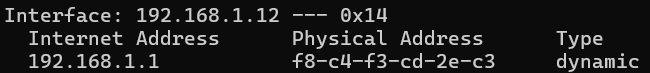 Interface: 192.168.1.12 --- 0x14
Internet Address Physical Address Type
192.168.1.1 f8-c4-f3-cd-2e-c3 dynamic